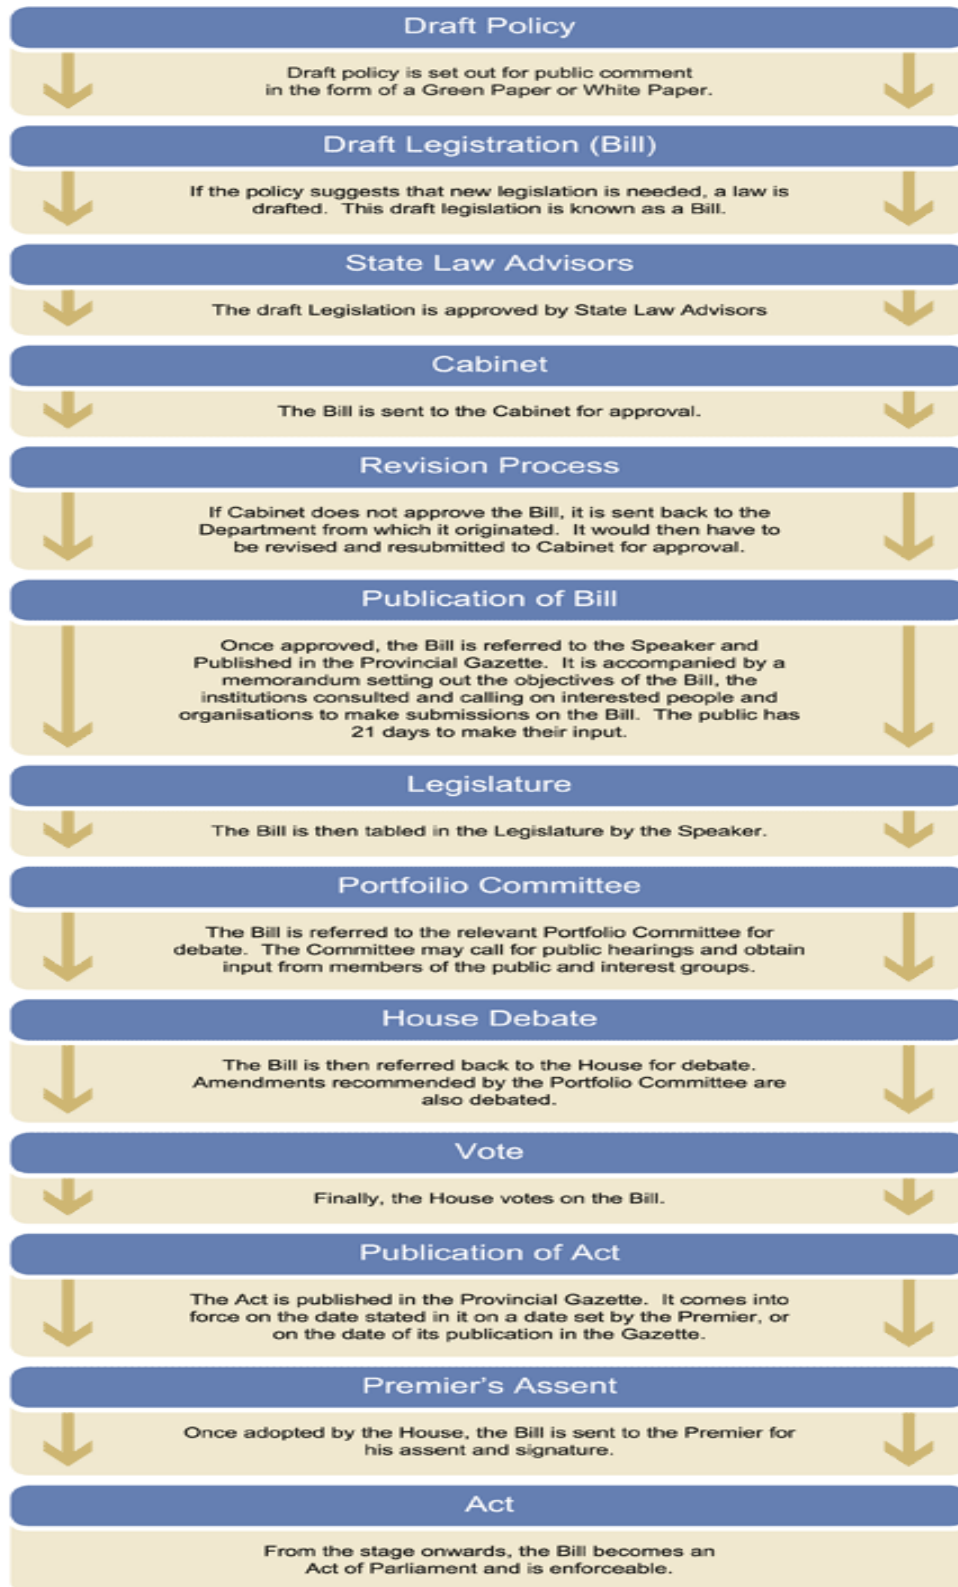 Draft Policy
Draft policy is set out for public comment
in the form of a Green Paper or White Paper.
Draft Legistration (Bill)
If the policy suggests that new legislation is needed, a law is
drafted.  This draft legislation is known as a Bill.
State Law Advisors
The draft Legislation is approved by State Law Advisors
Cabinet
The Bill is sent to the Cabinet for approval.
Revision Process
If Cabinet does not approve the Bill, it is sent back to the
Department from which it originated.  It would then have to
be revised and resubmitted to Cabinet for approval.
Publication of Bill
Once approved, the Bill is referred to the Speaker and
Published in the Provincial Gazette.  It is accompanied by a
memorandum setting out the objectives of the Bill, the
institutions consulted and calling on interested people and
organisations to make submissions on the Bill.  The public has
21 days to make their input.
Legislature
The Bill is then tabled in the Legislature by the Speaker.
Portfoilio Committee
The Bill is referred to the relevant Portfolio Committee for
debate.  The Committee may call for public hearings and obtain
input from members of the public and interest groups.
House Debate
The Bill is then referred back to the House for debate.
Amendments recommended by the Portfolio Committee are
also debated.
Vote
Finally, the House votes on the Bill.
Publication of Act
The Act is published in the Provincial Gazette.  It comes into
force on the date stated in it on a date set by the Premier, or
on the date of its publication in the Gazette.
Premier's Assent
Once adopted by the House, the Bill is sent to the Premier for
his assent and signature.
Act
From the stage onwards, the Bill becomes an
Act of Parliament and is enforceable.